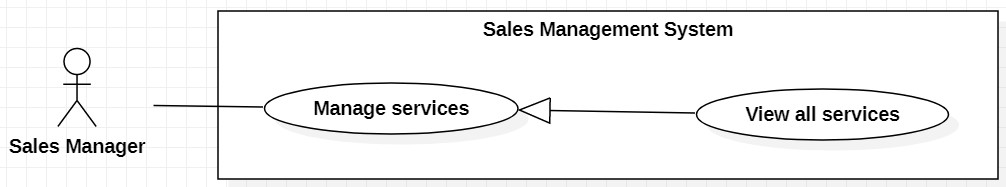 Sales Management System
Manage services
View all services
Sales Manager